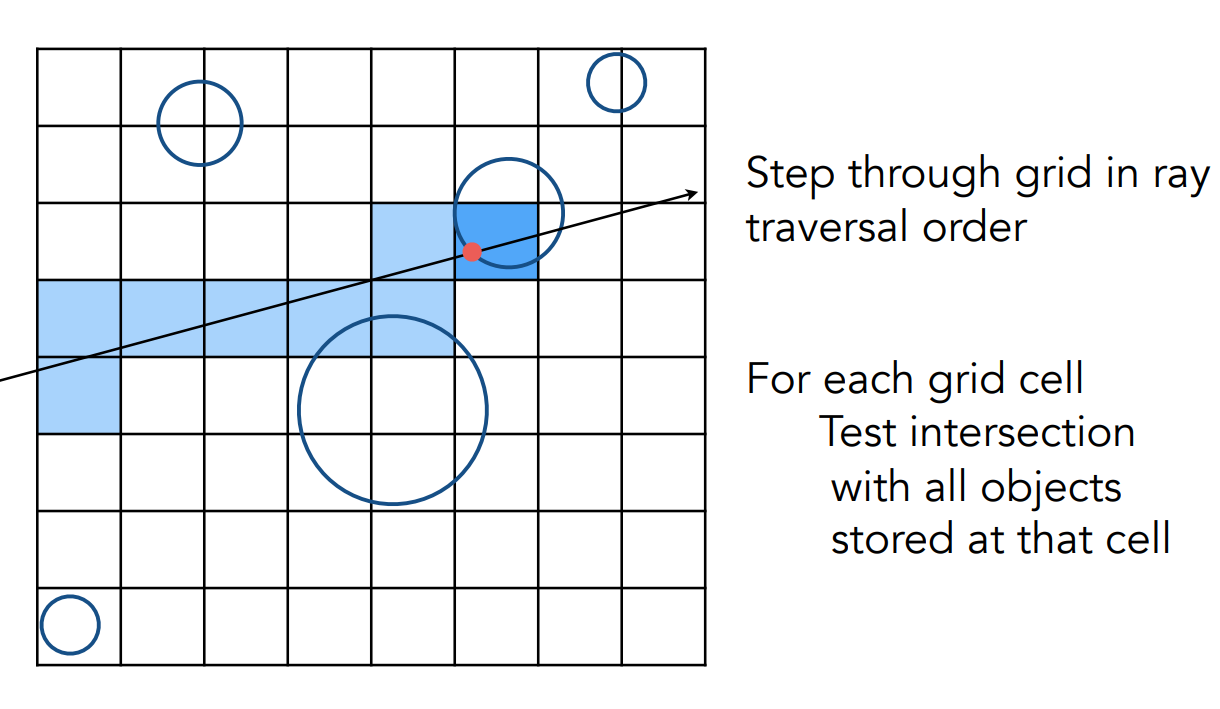 Step through grid in ray
traversal order
For each grid cell
Test intersection
with all objects
stored at that cell